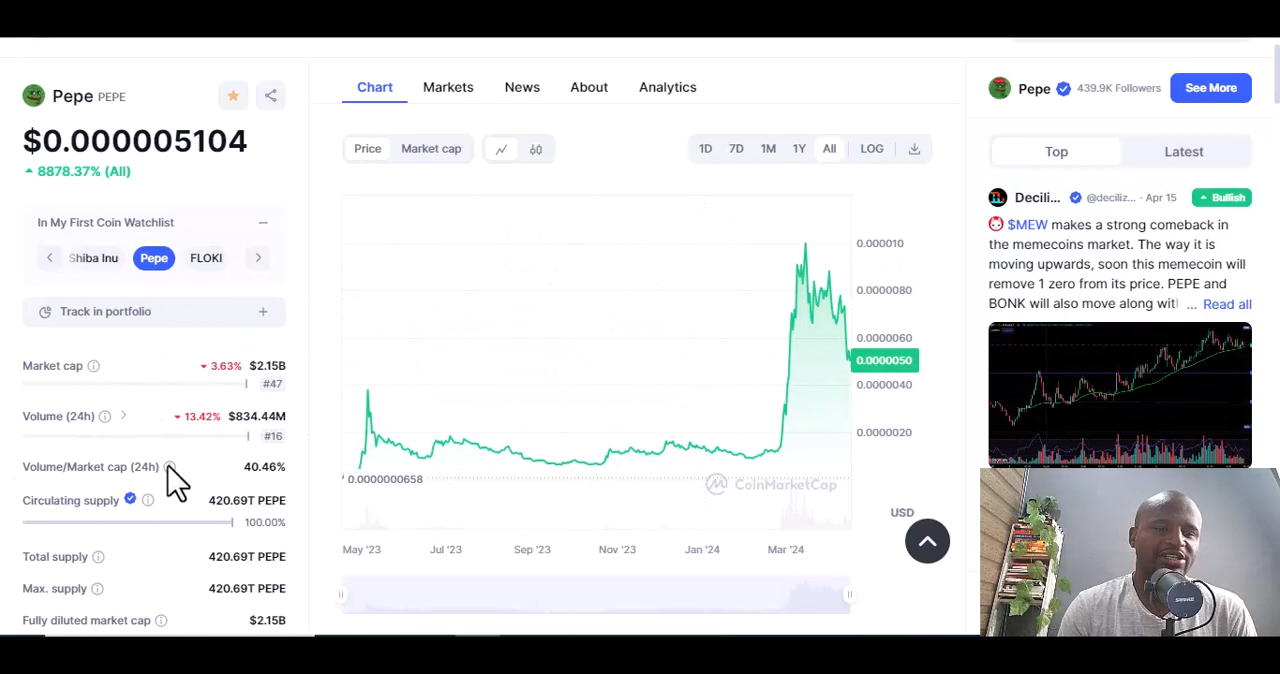 Pepe PEPE
$0.000005104
8878.37% (All)
In My First Coin Watchlist
Shiba Inu
Pepe
FLOKI
Track in portfolio
Market cap
3.63% $2.15B
#47
Volume (24h)
13.42% $834.44M
#16
Volume/Market cap (24h)
40.46%
Circulating supply
420.69T PEPE
100.00%
Total supply
420.69T PEPE
Max. supply
420.69T PEPE
Fully diluted market cap
$2.15B
Chart Markets News About Analytics
Price Market cap
1D 7D 1M 1Y All LOG
0.000010
0.0000080
0.0000060
0.0000050
0.0000040
0.0000020
0.0000000658
CoinMarketCap
USD
May '23 Jul '23 Sep '23 Nov '23 Jan '24 Mar '24
Pepe 439.9K Followers See More
Top Latest
Decili... @deciliz... · Apr 15 Bullish
$MEW makes a strong comeback in
the memecoins market. The way it is
moving upwards, soon this memecoin will
remove 1 zero from its price. PEPE and
BONK will also move along wit ... Read all
SHURE